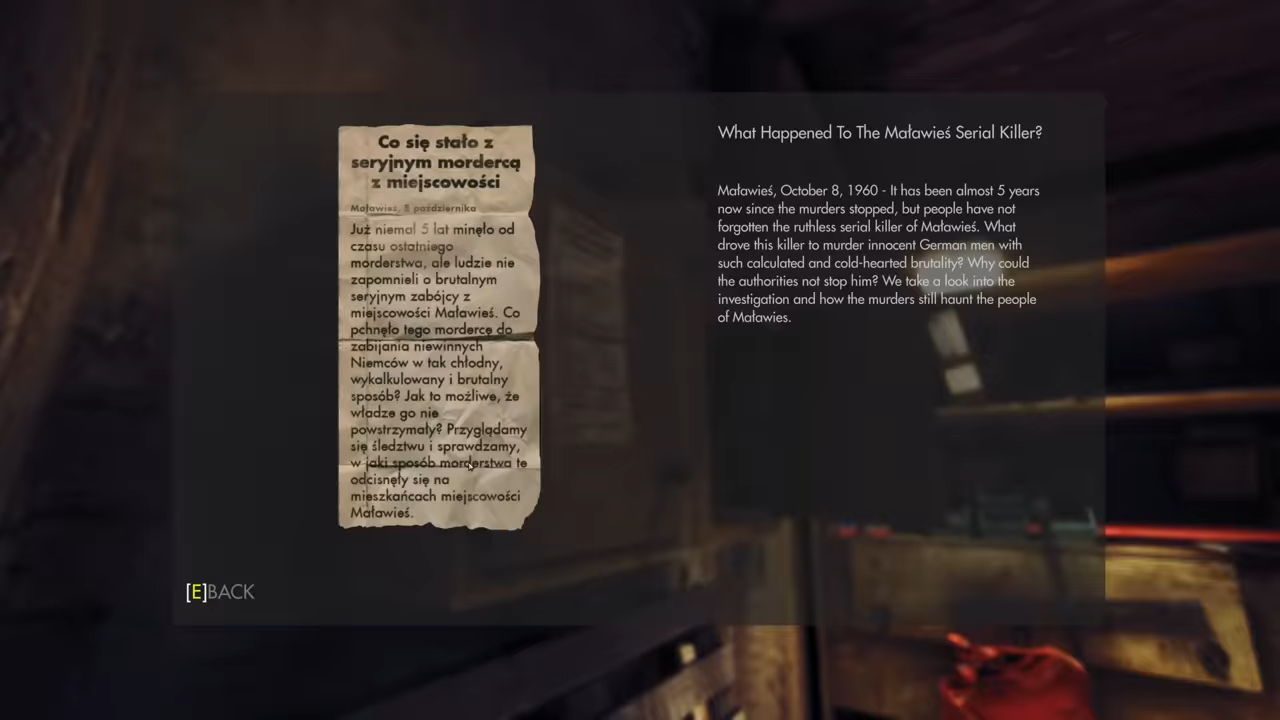 Co się stało z
seryjnym mordercą
z miejscowości
Maławieś, 8 października
Już niemal 5 lat minęło od
czasu ostatniego
morderstwa, ale ludzie nie
zapomnieli o brutalnym
seryjnym zabójcy z
miejscowości Maławieś. Co
pchnęło tego mordercę do
zabijania niewinnych
Niemców w tak chłodny,
wykalkulowany i brutalny
sposób? Jak to możliwe, że
władze go nie
powstrzymały? Przyglądamy
się śledztwu i sprawdzamy,
w jaki sposób morderstwa te
odcisnęły się na
mieszkańcach miejscowości
Maławieś.
What Happened To The Maławieś Serial Killer?
Maławieś, October 8, 1960 - It has been almost 5 years
now since the murders stopped, but people have not
forgotten the ruthless serial killer of Maławieś. What
drove this killer to murder innocent German men with
such calculated and cold-hearted brutality? Why could
the authorities not stop him? We take a look into the
investigation and how the murders still haunt the people
of Maławies.
[E]BACK